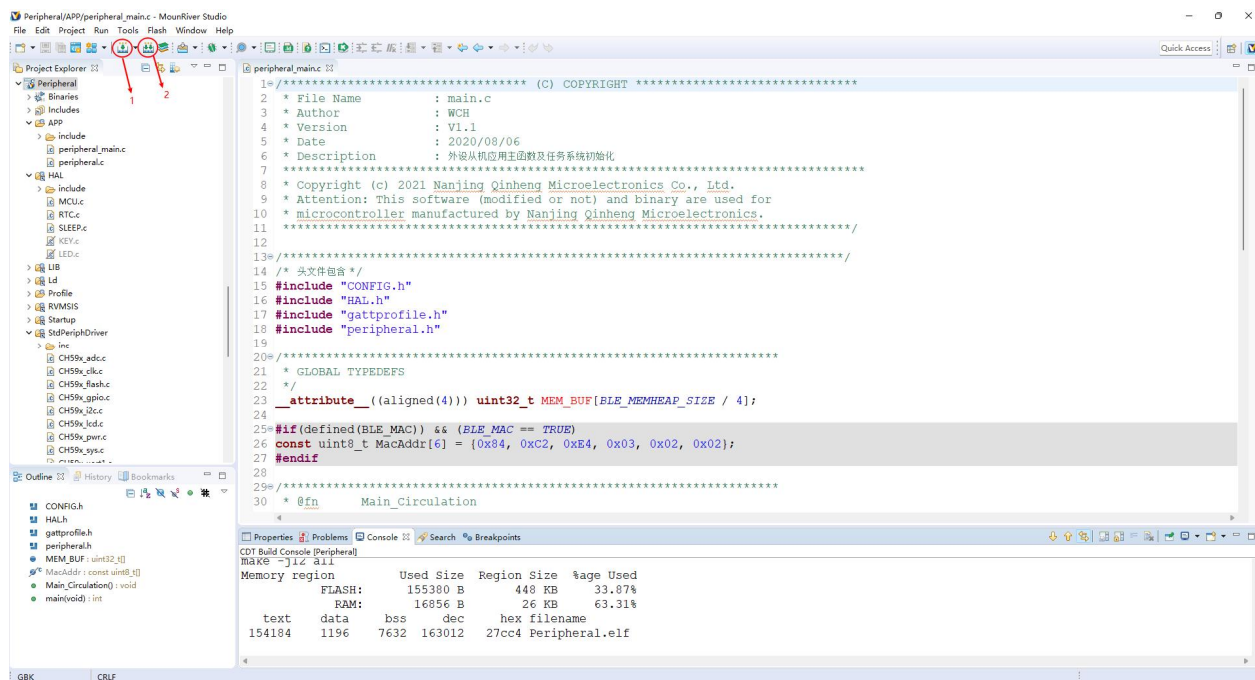 Peripheral/APP/peripheral_main.c - MounRiver Studio
File Edit Project Run Tools Flash Window Help
Quick Access
1
2
Project Explorer
Peripheral
Binaries
Includes
APP
include
peripheral_main.c
peripheral.c
HAL
include
MCU.c
RTC.c
SLEEP.c
KEY.c
LED.c
LIB
Ld
Profile
RVMSIS
Startup
StdPeriphDriver
inc
CH59x_adc.c
CH59x_clk.c
CH59x_flash.c
CH59x_gpio.c
CH59x_i2c.c
CH59x_lcd.c
CH59x_pwr.c
CH59x_sys.c
Outline History Bookmarks
CONFIG.h
HAL.h
gattprofile.h
peripheral.h
MEM_BUF : uint32_t[]
MacAddr : const uint8_t[]
Main_Circulation() : void
main(void) : int
peripheral_main.c
1 /********************************** (C) COPYRIGHT *******************************
2 * File Name : main.c
3 * Author : WCH
4 * Version : V1.1
5 * Date : 2020/08/06
6 * Description : 外设从机应用主函数及任务系统初始化
7 *********************************************************************************
8 * Copyright (c) 2021 Nanjing Qinheng Microelectronics Co., Ltd.
9 * Attention: This software (modified or not) and binary are used for
10 * microcontroller manufactured by Nanjing Qinheng Microelectronics.
11 *******************************************************************************/
12
13 /******************************************************************************/
14 /* 头文件包含 */
15 #include "CONFIG.h"
16 #include "HAL.h"
17 #include "gattprofile.h"
18 #include "peripheral.h"
19
20 /*********************************************************************
21 * GLOBAL TYPEDEFS
22 */
23 __attribute__((aligned(4))) uint32_t MEM_BUF[BLE_MEMHEAP_SIZE / 4];
24
25 #if(defined(BLE_MAC)) && (BLE_MAC == TRUE)
26 const uint8_t MacAddr[6] = {0x84, 0xC2, 0xE4, 0x03, 0x02, 0x02};
27 #endif
28
29 /*********************************************************************
30 * @fn Main_Circulation
Properties Problems Console Search Breakpoints
CDT Build Console [Peripheral]
make -j12 all
Memory region Used Size Region Size %age Used
FLASH: 155380 B 448 KB 33.87%
RAM: 16856 B 26 KB 63.31%
text data bss dec hex filename
154184 1196 7632 163012 27cc4 Peripheral.elf
GBK CRLF